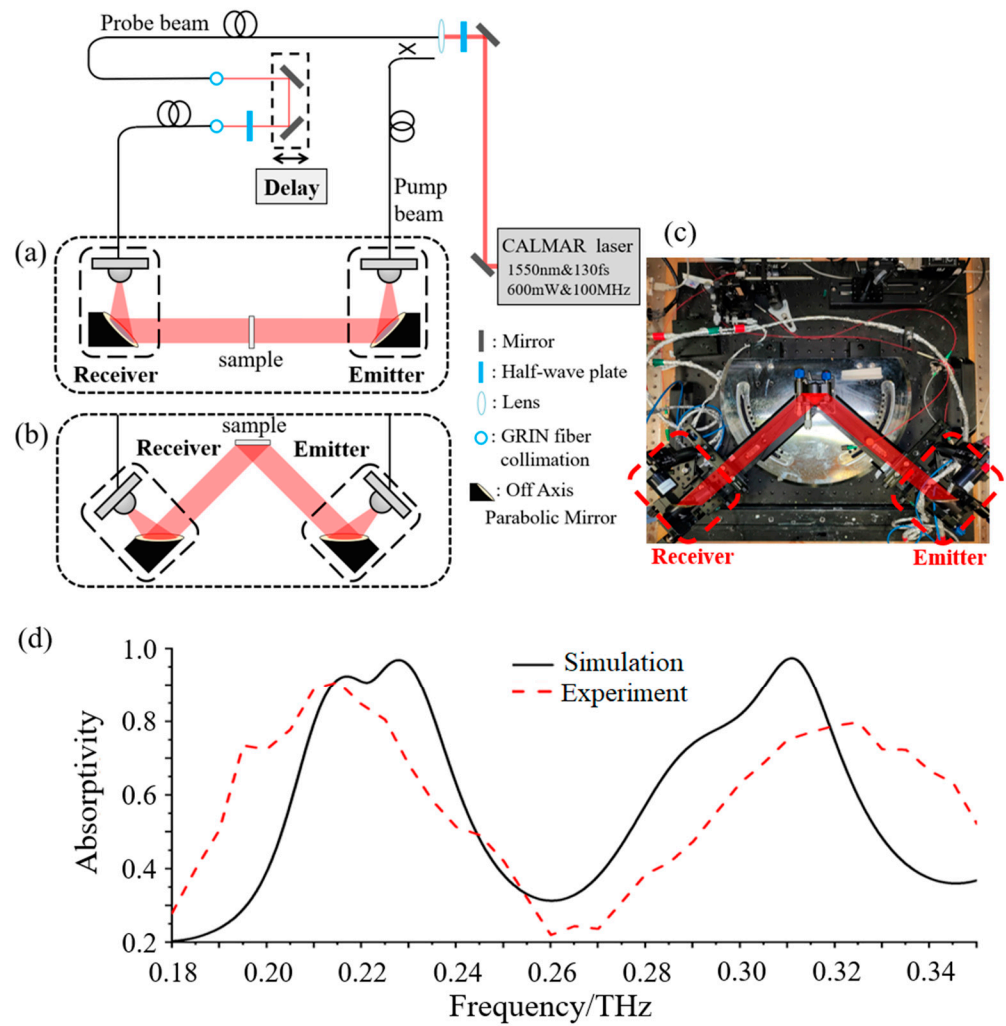 Probe beam
Delay
Pump
beam
(a)
CALMAR laser
1550nm&130fs
600mW&100MHz
(c)
sample
Receiver
Emitter
: Mirror
: Half-wave plate
: Lens
: GRIN fiber
collimation
: Off Axis
Parabolic Mirror
(b)
sample
Receiver
Emitter
Receiver
Emitter
(d)
1.0
0.8
0.6
0.4
0.2
Absorptivity
Simulation
Experiment
0.18 0.20 0.22 0.24 0.26 0.28 0.30 0.32 0.34
Frequency/THz